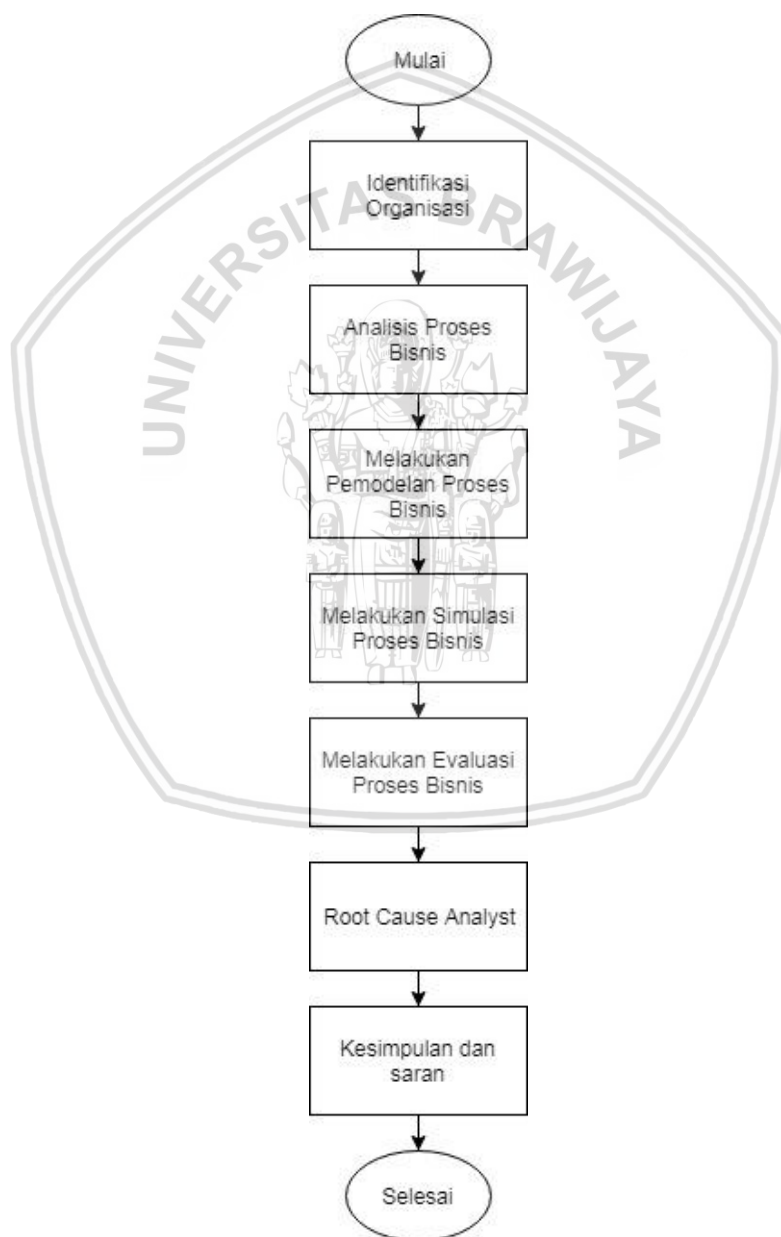 Mulai
UNIVERSITAS BRAWIJAYA
Identifikasi
Organisasi
Analisis Proses
Bisnis
Melakukan
Pemodelan Proses
Bisnis
Melakukan Simulasi
Proses Bisnis
Melakukan Evaluasi
Proses Bisnis
Root Cause Analyst
Kesimpulan dan
saran
Selesai